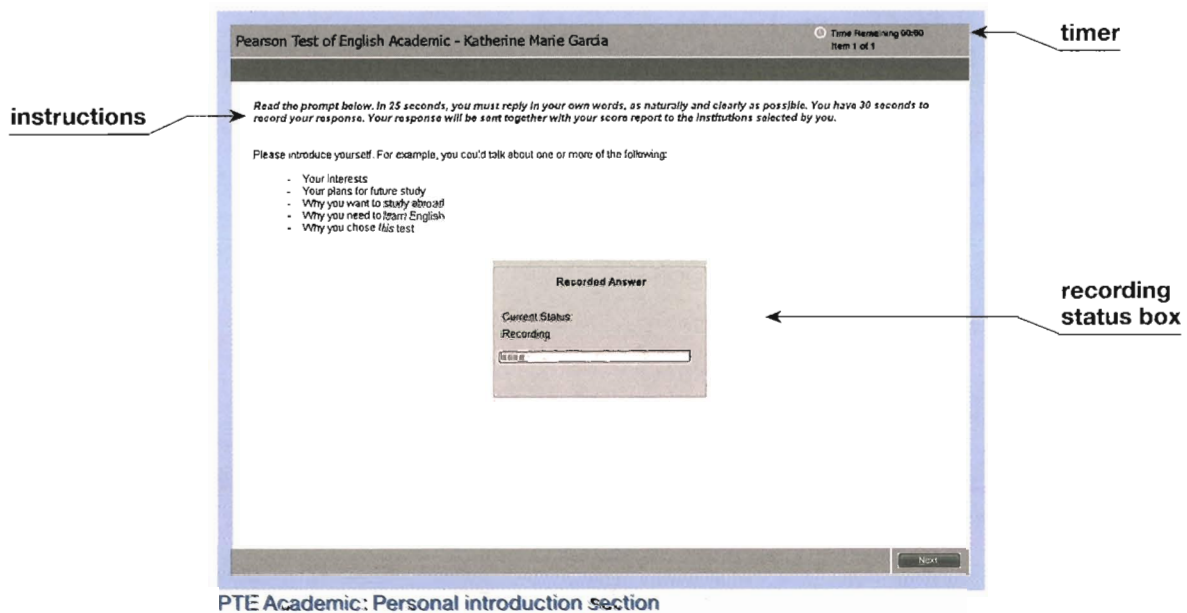 Pearson Test of English Academic - Katherine Marie Garcia
Time Remaining 00:60
Item 1 of 1
timer
instructions
Read the prompt below. In 25 seconds, you must reply in your own words, as naturally and clearly as possible. You have 30 seconds to
record your response. Your response will be sent together with your score report to the institutions selected by you.
Please introduce yourself. For example, you could talk about one or more of the following:
- Your interests
- Your plans for future study
- Why you want to study abroad
- Why you need to learn English
- Why you chose this test
Recorded Answer
Current Status:
Recording
recording
status box
Next
PTE Academic: Personal introduction section